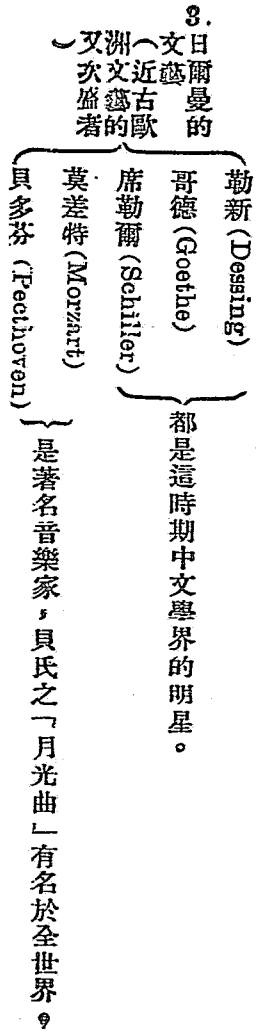 3. 日爾曼的
文藝
（近古歐
洲文藝的
又次盛者
）
勒新 (Dessing)
哥德 (Goethe)
席勒爾 (Schiller)
都是這時期中文學界的明星。
莫差特 (Morzart)
貝多芬 (Pecthoven)
是著名音樂家，貝氏之「月光曲」有名於全世界，